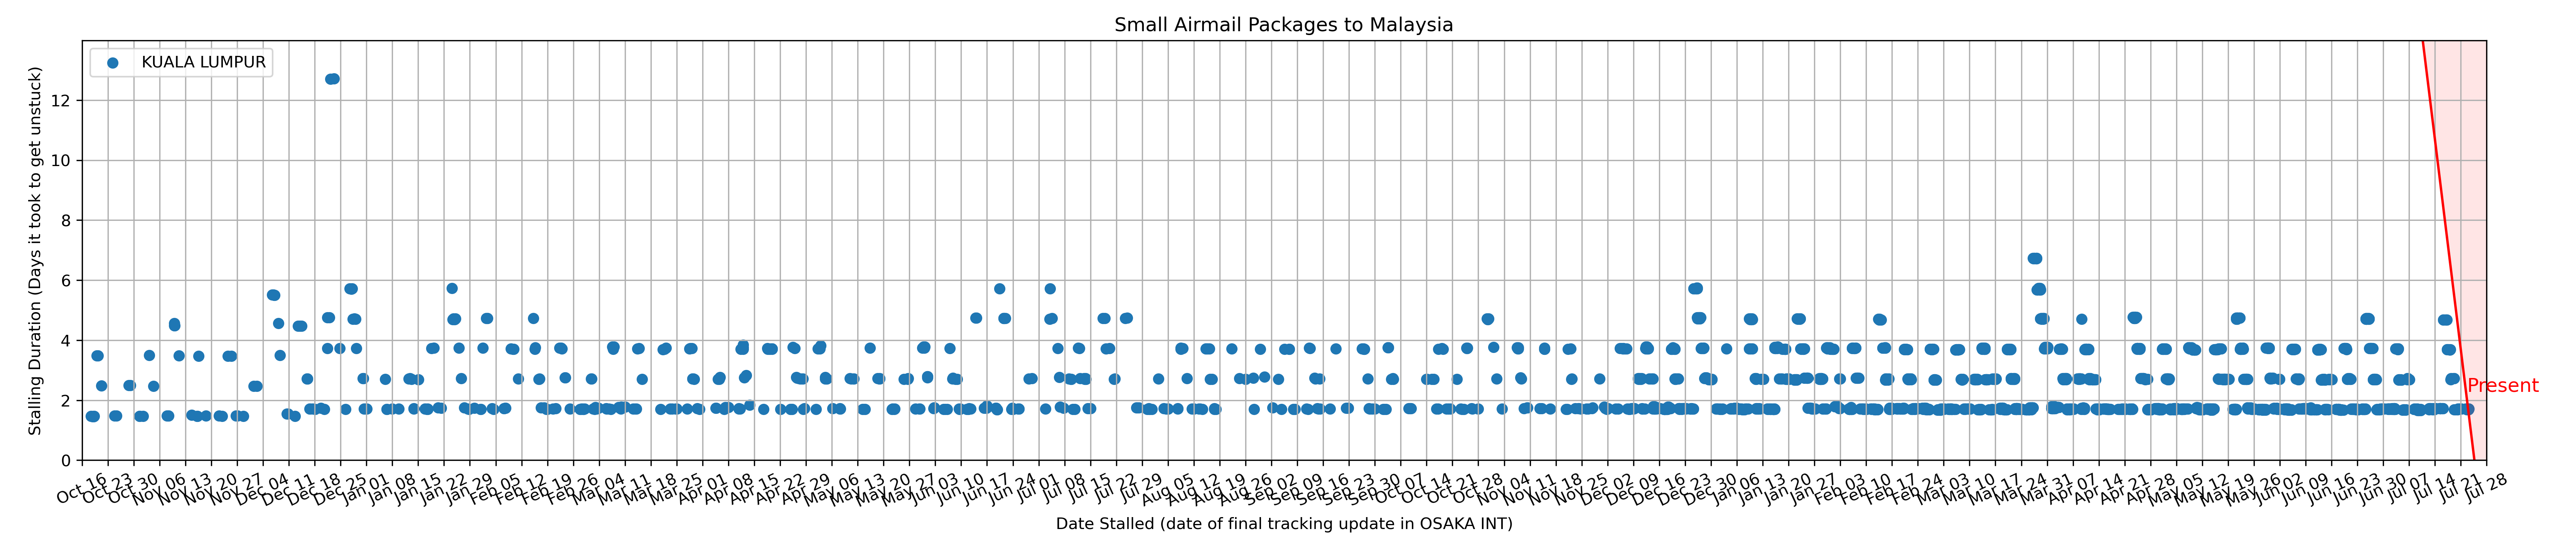 Small Airmail Packages to Malaysia
KUALA LUMPUR
Stalling Duration (Days it took to get unstuck)
12
10
8
6
4
2
0
Present
Oct 16
Oct 23
Oct 30
Nov 06
Nov 13
Nov 20
Nov 27
Dec 04
Dec 11
Dec 18
Dec 25
Jan 01
Jan 08
Jan 15
Jan 22
Jan 29
Feb 05
Feb 12
Feb 19
Feb 26
Mar 04
Mar 11
Mar 18
Mar 25
Apr 01
Apr 08
Apr 15
Apr 22
Apr 29
May 06
May 13
May 20
May 27
Jun 03
Jun 10
Jun 17
Jun 24
Jul 01
Jul 08
Jul 15
Jul 22
Jul 29
Aug 05
Aug 12
Aug 19
Aug 26
Sep 02
Sep 09
Sep 16
Sep 23
Sep 30
Oct 07
Oct 14
Oct 21
Oct 28
Nov 04
Nov 11
Nov 18
Nov 25
Dec 02
Dec 09
Dec 16
Dec 23
Dec 30
Jan 06
Jan 13
Jan 20
Jan 27
Feb 03
Feb 10
Feb 17
Feb 24
Mar 03
Mar 10
Mar 17
Mar 24
Mar 31
Apr 07
Apr 14
Apr 21
Apr 28
May 05
May 12
May 19
May 26
Jun 02
Jun 09
Jun 16
Jun 23
Jun 30
Jul 07
Jul 14
Jul 21
Jul 28
Date Stalled (date of final tracking update in OSAKA INT)